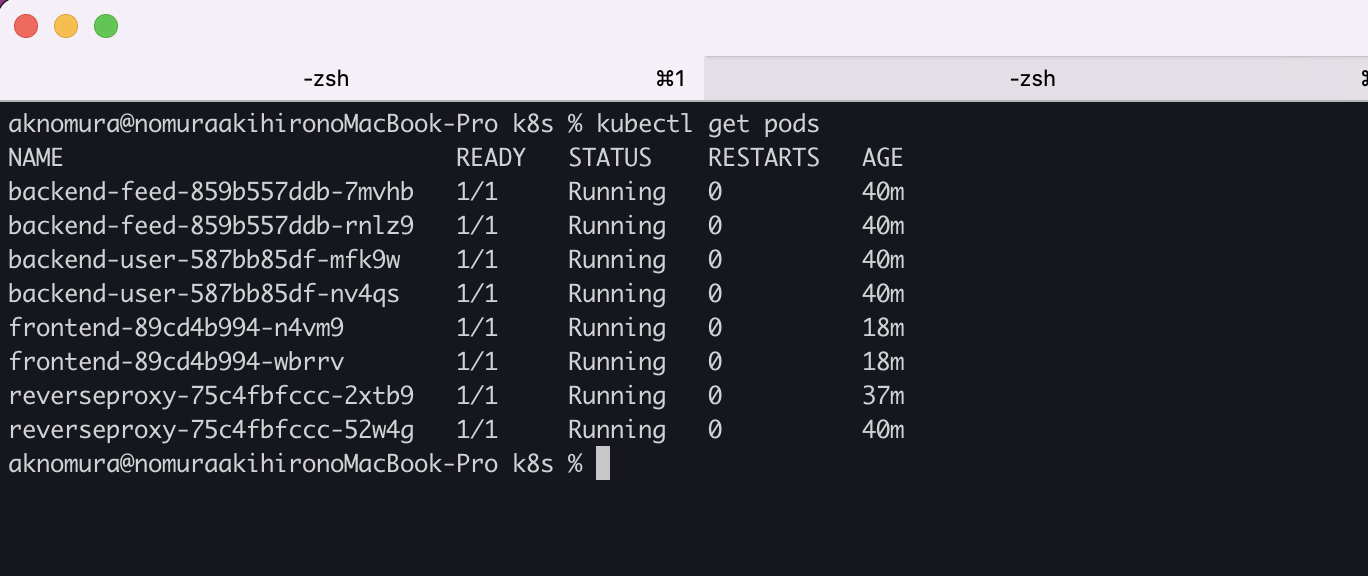 -zsh ⌘1 -zsh
aknomura@nomuraakihironoMacBook-Pro k8s % kubectl get pods
NAME READY STATUS RESTARTS AGE
backend-feed-859b557ddb-7mvhb 1/1 Running 0 40m
backend-feed-859b557ddb-rnlz9 1/1 Running 0 40m
backend-user-587bb85df-mfk9w 1/1 Running 0 40m
backend-user-587bb85df-nv4qs 1/1 Running 0 40m
frontend-89cd4b994-n4vm9 1/1 Running 0 18m
frontend-89cd4b994-wbrrv 1/1 Running 0 18m
reverseproxy-75c4fbfccc-2xtb9 1/1 Running 0 37m
reverseproxy-75c4fbfccc-52w4g 1/1 Running 0 40m
aknomura@nomuraakihironoMacBook-Pro k8s %